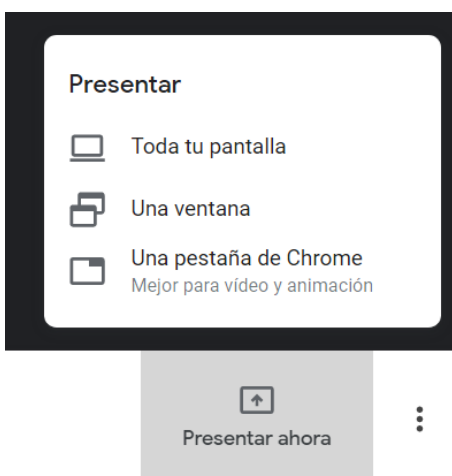 Presentar
Toda tu pantalla
Una ventana
Una pestaña de Chrome
Mejor para vídeo y animación
Presentar ahora